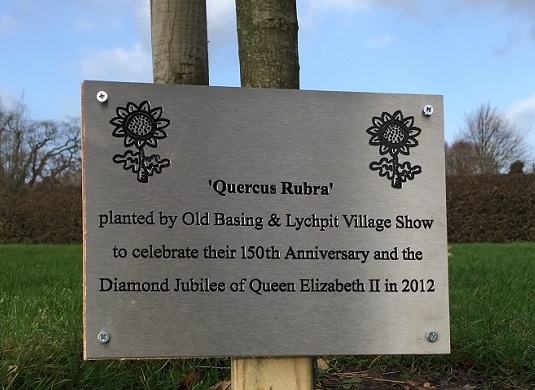 'Quercus Rubra'
planted by Old Basing & Lychpit Village Show
to celebrate their 150th Anniversary and the
Diamond Jubilee of Queen Elizabeth II in 2012